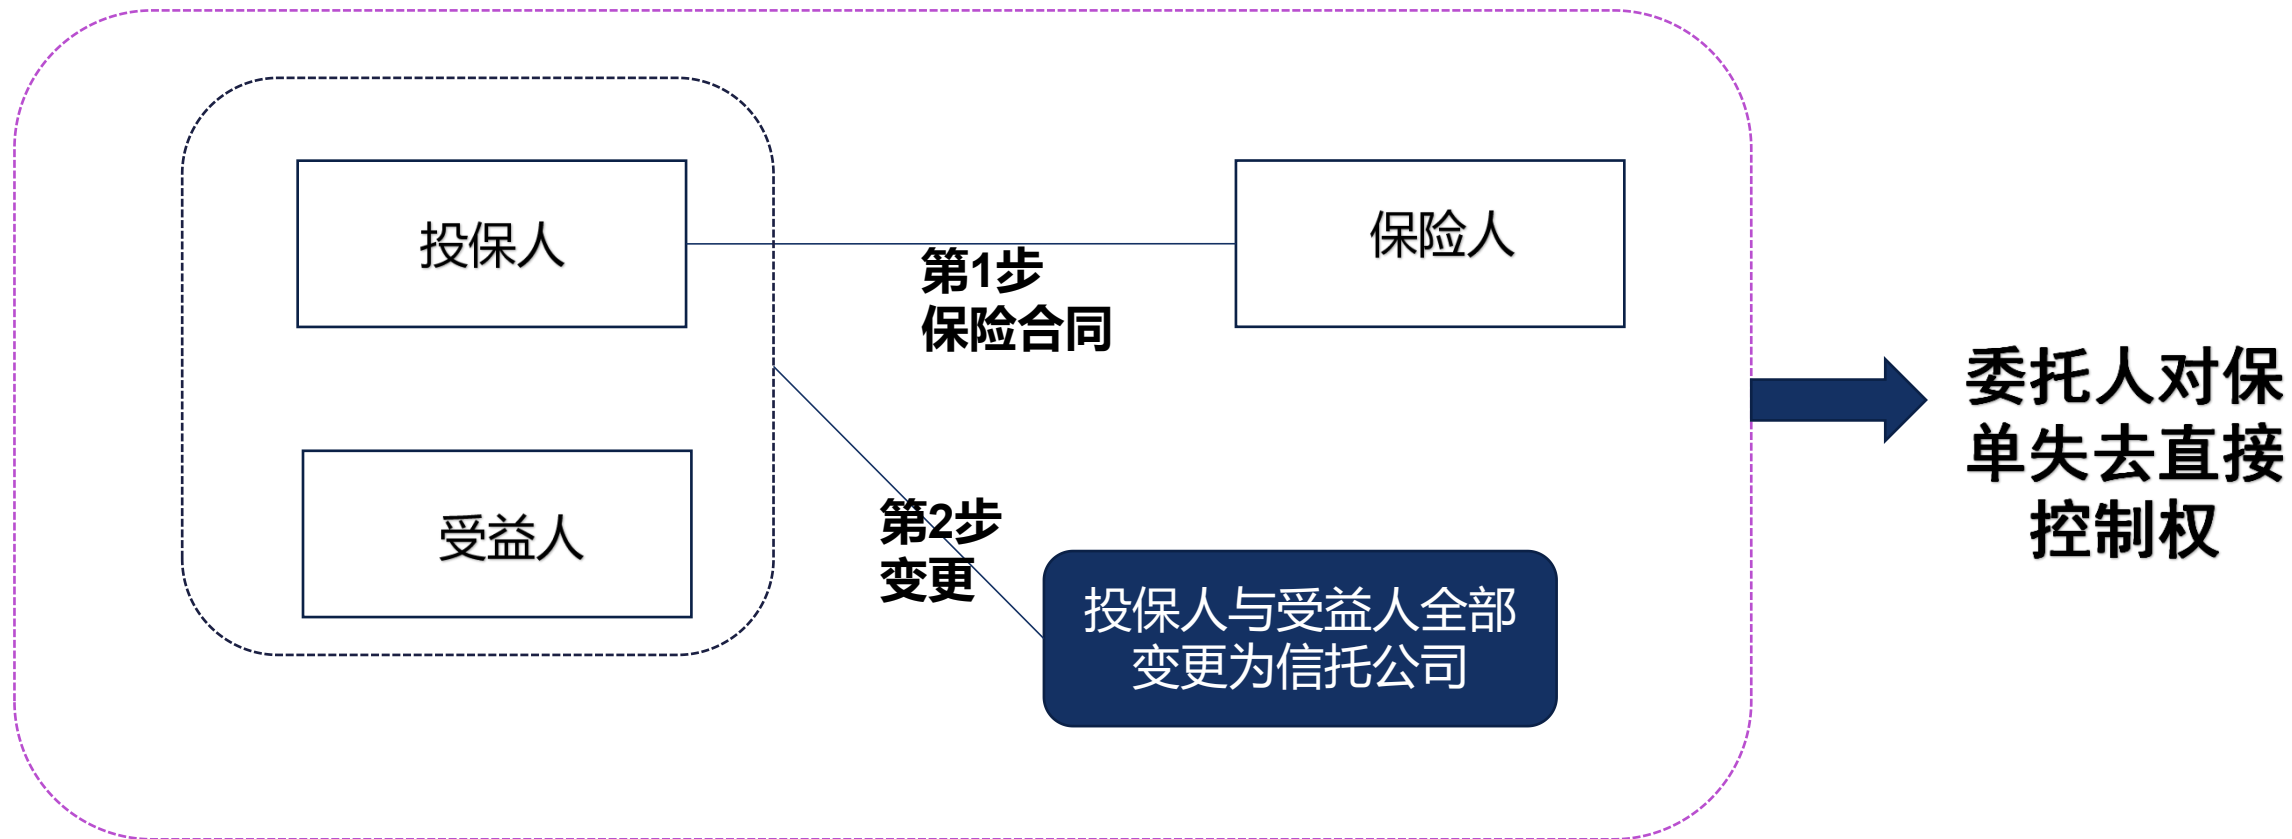 投保人
保险人
第1步
保险合同
受益人
第2步
变更
投保人与受益人全部
变更为信托公司
委托人对保
单失去直接
控制权